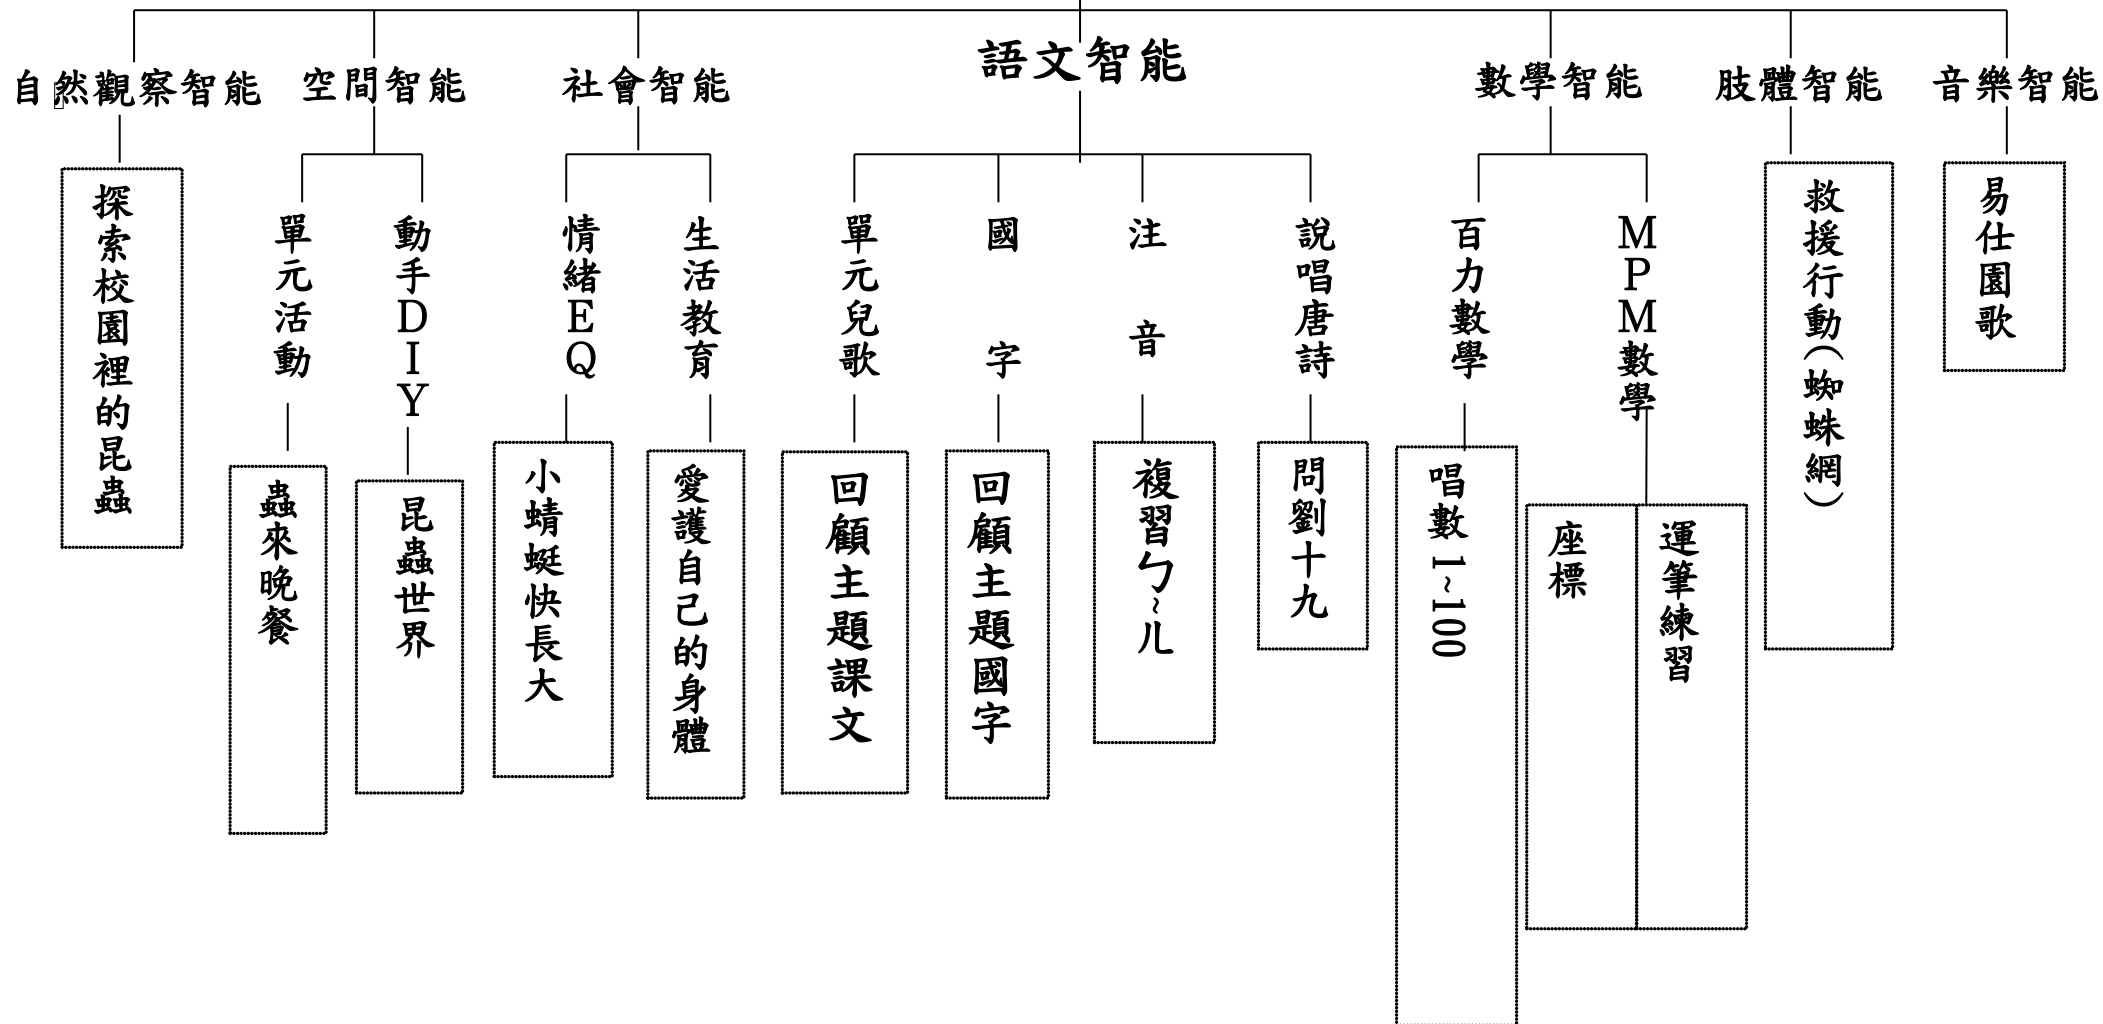 自然觀察智能
空間智能
社會智能
語文智能
數學智能
肢體智能
音樂智能
探索校園裡的昆蟲
單元活動
動手DIY
情緒EQ
生活教育
單元兒歌
國字
注音
說唱唐詩
百力數學
MPM數學
救援行動(蜘蛛網)
易仕園歌
蟲來晚餐
昆蟲世界
小蜻蜓快長大
愛護自己的身體
回顧主題課文
回顧主題國字
複習ㄅ~ㄦ
問劉十九
唱數1~100
座標
運筆練習